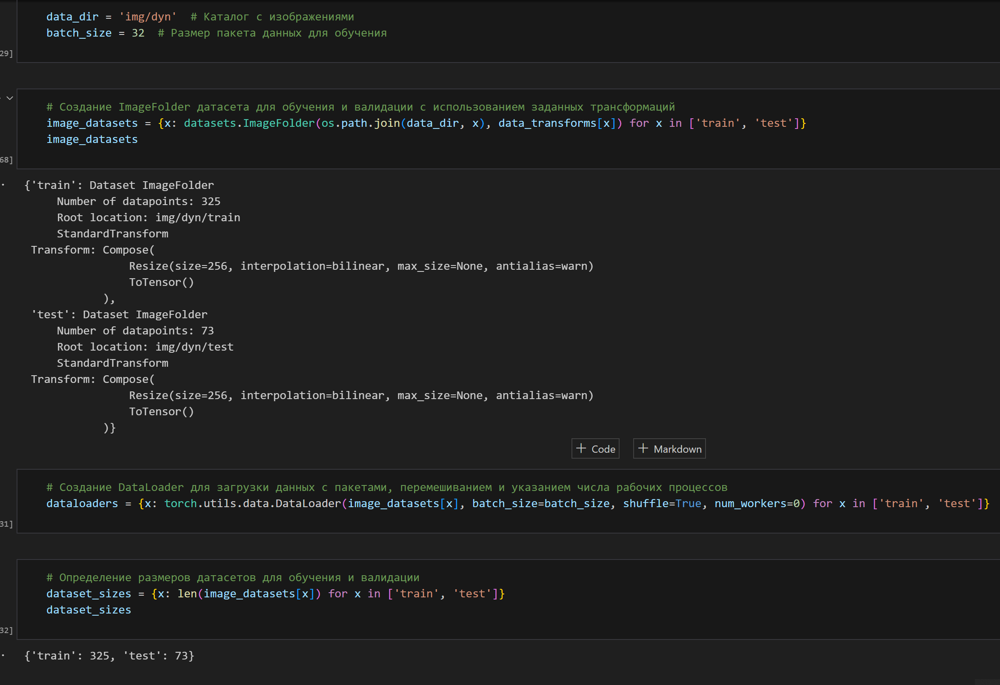 data_dir = 'img/dyn'  # Каталог с изображениями
batch_size = 32  # Размер пакета данных для обучения
29]
# Создание ImageFolder датасета для обучения и валидации с использованием заданных трансформаций
image_datasets = {x: datasets.ImageFolder(os.path.join(data_dir, x), data_transforms[x]) for x in ['train', 'test']}
image_datasets
68]
{'train': Dataset ImageFolder
     Number of datapoints: 325
     Root location: img/dyn/train
     StandardTransform
 Transform: Compose(
                Resize(size=256, interpolation=bilinear, max_size=None, antialias=warn)
                ToTensor()
            ),
 'test': Dataset ImageFolder
     Number of datapoints: 73
     Root location: img/dyn/test
     StandardTransform
 Transform: Compose(
                Resize(size=256, interpolation=bilinear, max_size=None, antialias=warn)
                ToTensor()
            )}
+ Code + Markdown
# Создание DataLoader для загрузки данных с пакетами, перемешиванием и указанием числа рабочих процессов
dataloaders = {x: torch.utils.data.DataLoader(image_datasets[x], batch_size=batch_size, shuffle=True, num_workers=0) for x in ['train', 'test']}
31]
# Определение размеров датасетов для обучения и валидации
dataset_sizes = {x: len(image_datasets[x]) for x in ['train', 'test']}
dataset_sizes
32]
{'train': 325, 'test': 73}